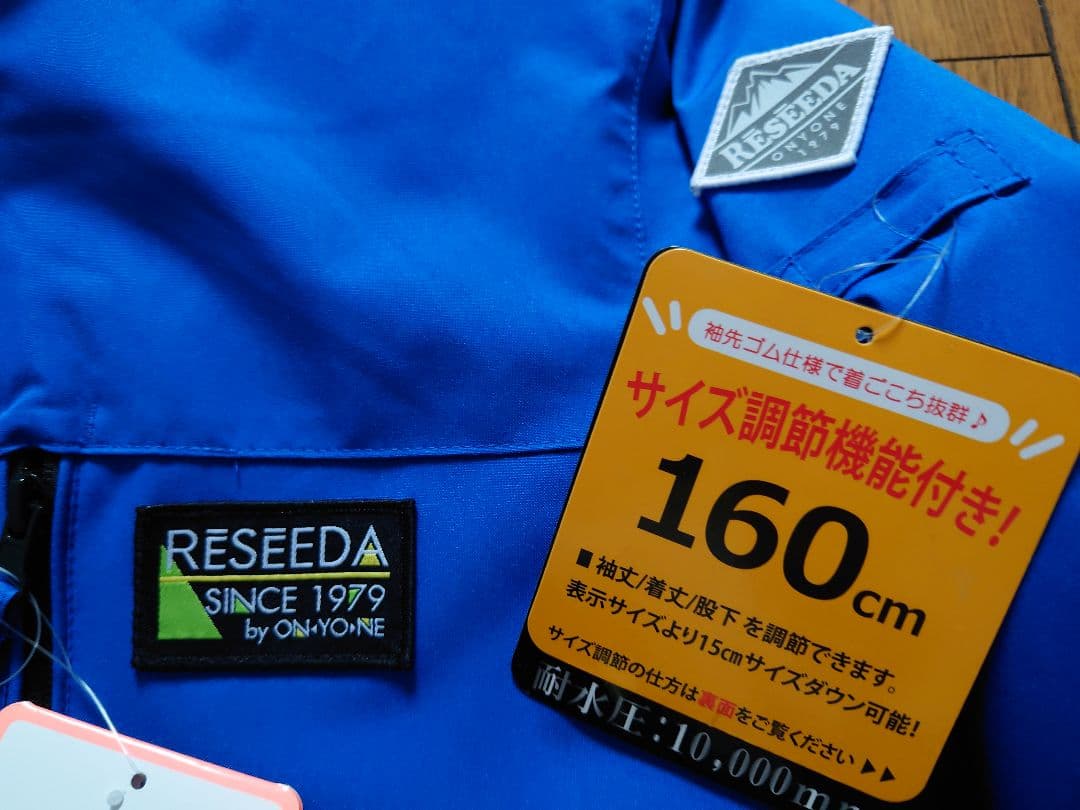 RĒSĒEDA
ONYONE
1979
RĒSĒEDA
SINCE 1979
by ON•YO•NE
袖先ゴム仕様で着ごこち抜群♪
サイズ調節機能付き!
160cm
■袖丈/着丈/股下を調節できます。
表示サイズより15cmサイズダウン可能!
サイズ調節の仕方は裏面をご覧ください▶▶
耐水圧:10,000m